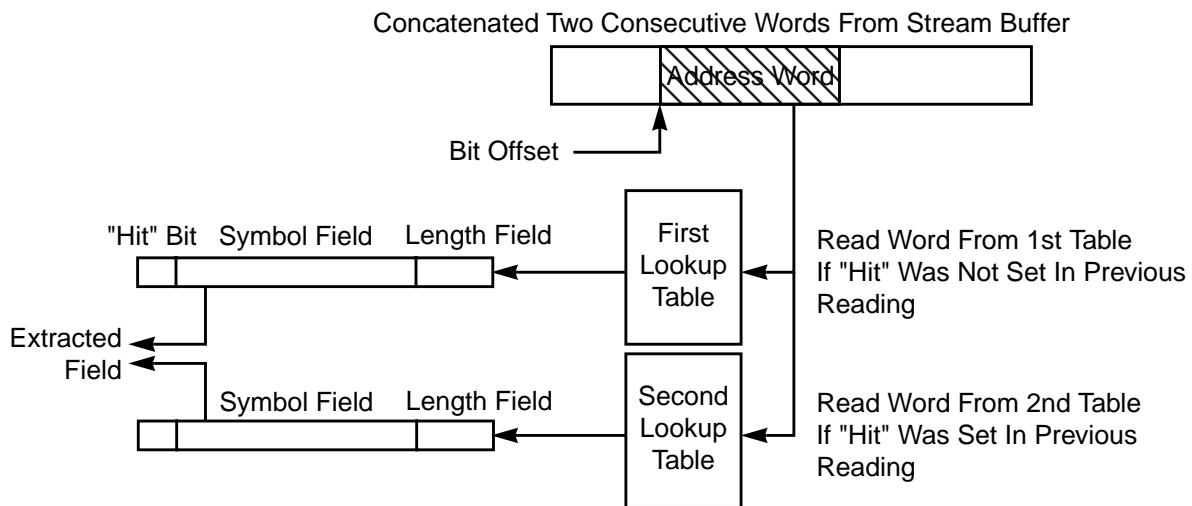 Concatenated Two Consecutive Words From Stream Buffer
Address Word
Bit Offset
"Hit" Bit Symbol Field Length Field
First
Lookup
Table
Read Word From 1st Table
If "Hit" Was Not Set In Previous
Reading
Extracted
Field
Symbol Field Length Field
Second
Lookup
Table
Read Word From 2nd Table
If "Hit" Was Set In Previous
Reading